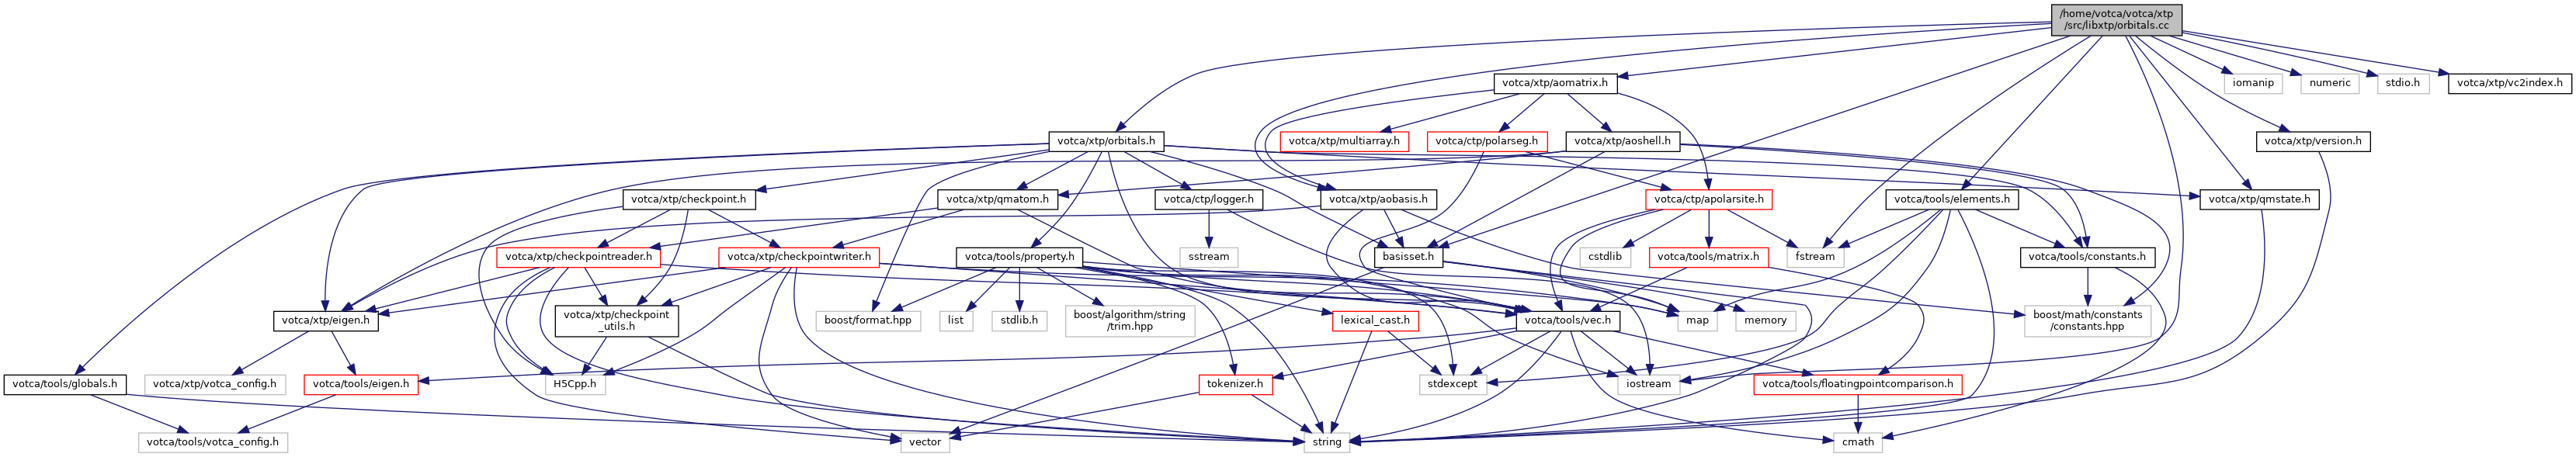 /home/votca/votca/xtp
/src/libxtp/orbitals.cc
votca/xtp/aomatrix.h
iomanip
numeric
stdio.h
votca/xtp/vc2index.h
votca/xtp/orbitals.h
votca/xtp/multiarray.h
votca/ctp/polarseg.h
votca/xtp/aoshell.h
votca/xtp/version.h
votca/xtp/checkpoint.h
votca/xtp/qmatom.h
votca/ctp/logger.h
votca/xtp/aobasis.h
votca/ctp/apolarsite.h
votca/tools/elements.h
votca/xtp/qmstate.h
votca/xtp/checkpointreader.h
votca/xtp/checkpointwriter.h
votca/tools/property.h
sstream
basisset.h
cstdlib
votca/tools/matrix.h
fstream
votca/tools/constants.h
votca/xtp/eigen.h
votca/xtp/checkpoint
_utils.h
boost/format.hpp
list
stdlib.h
boost/algorithm/string
/trim.hpp
lexical_cast.h
votca/tools/vec.h
map
memory
boost/math/constants
/constants.hpp
votca/tools/globals.h
votca/xtp/votca_config.h
votca/tools/eigen.h
H5Cpp.h
tokenizer.h
stdexcept
iostream
votca/tools/floatingpointcomparison.h
votca/tools/votca_config.h
vector
string
cmath